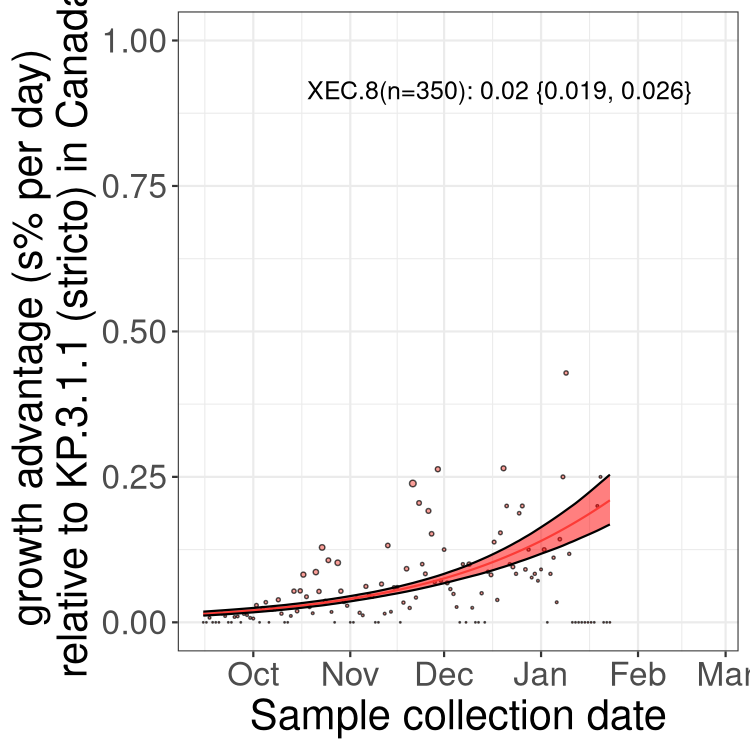 growth advantage (s% per day)
relative to KP.3.1.1 (stricto) in Canada
1.00
0.75
0.50
0.25
0.00
XEC.8(n=350): 0.02 {0.019, 0.026}
Oct Nov Dec Jan Feb Mar
Sample collection date